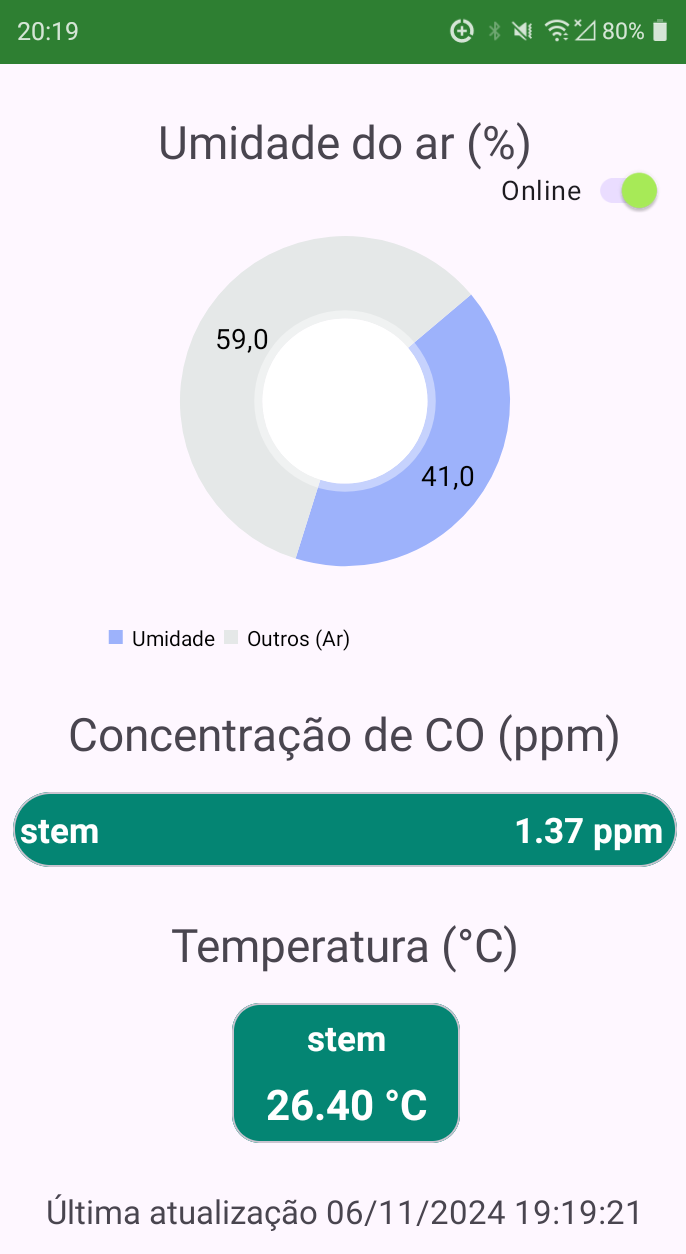 20:19 80%
Umidade do ar (%)
Online
59,0
41,0
Umidade Outros (Ar)
Concentração de CO (ppm)
stem 1.37 ppm
Temperatura (°C)
stem
26.40 °C
Última atualização 06/11/2024 19:19:21